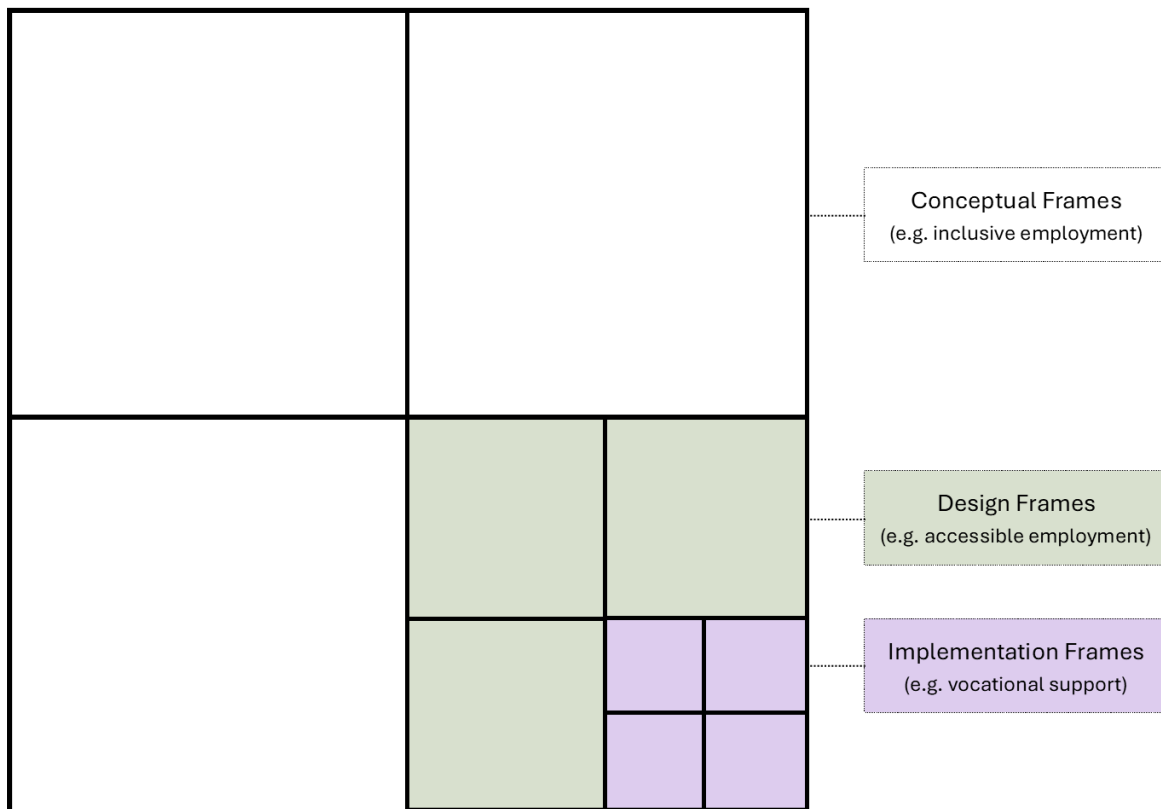 Conceptual Frames
(e.g. inclusive employment)
Design Frames
(e.g. accessible employment)
Implementation Frames
(e.g. vocational support)